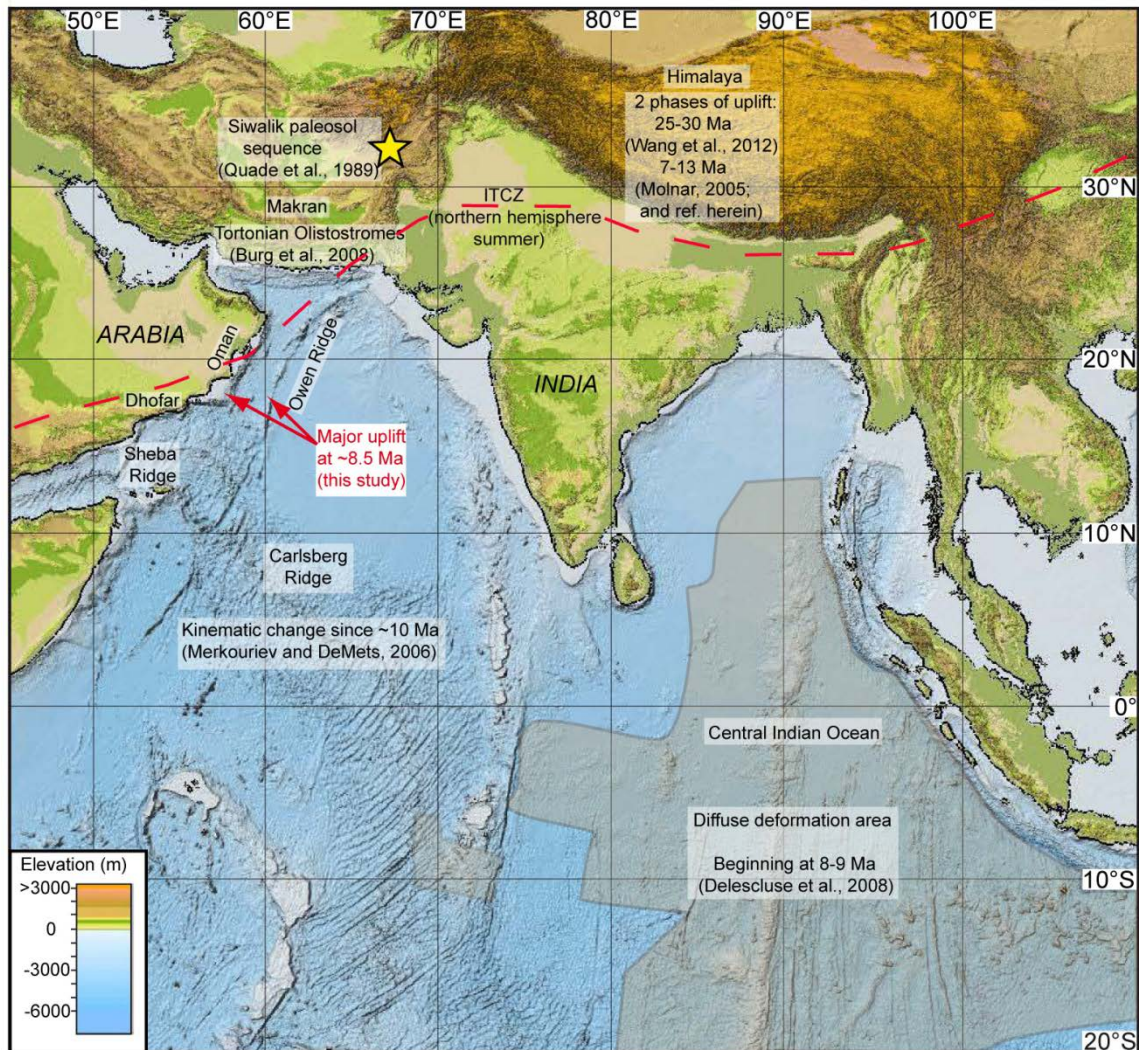 50°E
60°E
70°E
80°E
90°E
100°E
Himalaya
2 phases of uplift:
25-30 Ma
(Wang et al., 2012)
7-13 Ma
(Molnar, 2005;
and ref. herein)
Siwalik paleosol
sequence
(Quade et al., 1989)
30°N
ITCZ
(northern hemisphere
summer)
Makran
Tortonian Olistostromes
(Burg et al., 2008)
ARABIA
Oman
Owen Ridge
INDIA
20°N
Dhofar
Major uplift
at ~8.5 Ma
(this study)
Sheba
Ridge
10°N
Carlsberg
Ridge
Kinematic change since ~10 Ma
(Merkouriev and DeMets, 2006)
0°
Central Indian Ocean
Diffuse deformation area
Beginning at 8-9 Ma
(Delescluse et al., 2008)
10°S
Elevation (m)
>3000
0
-3000
-6000
20°S